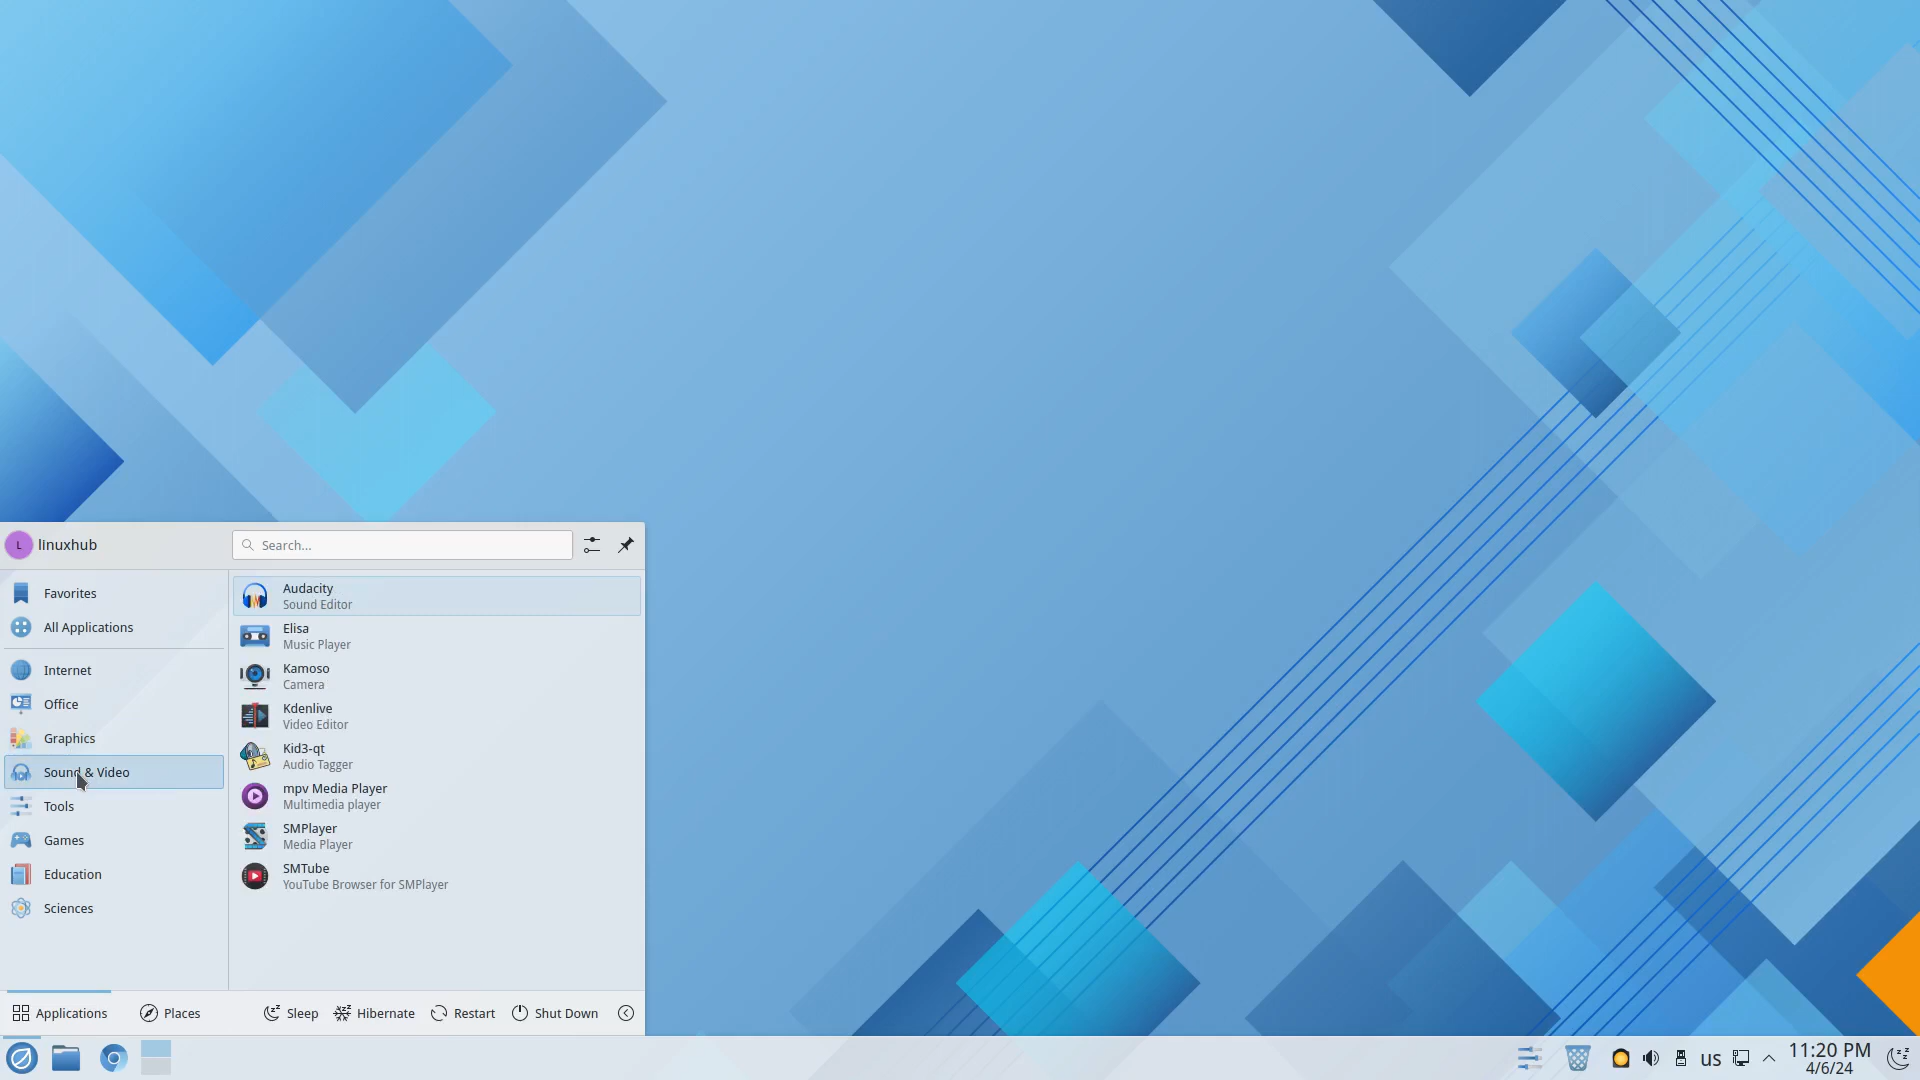 L
linuxhub
Search...
Favorites
All Applications
Internet
Office
Graphics
Sound & Video
Tools
Games
Education
Sciences
Audacity
Sound Editor
Elisa
Music Player
Kamoso
Camera
Kdenlive
Video Editor
Kid3-qt
Audio Tagger
mpv Media Player
Multimedia player
SMPlayer
Media Player
SMTube
YouTube Browser for SMPlayer
Applications
Places
Sleep
Hibernate
Restart
Shut Down
us
11:20 PM
4/6/24